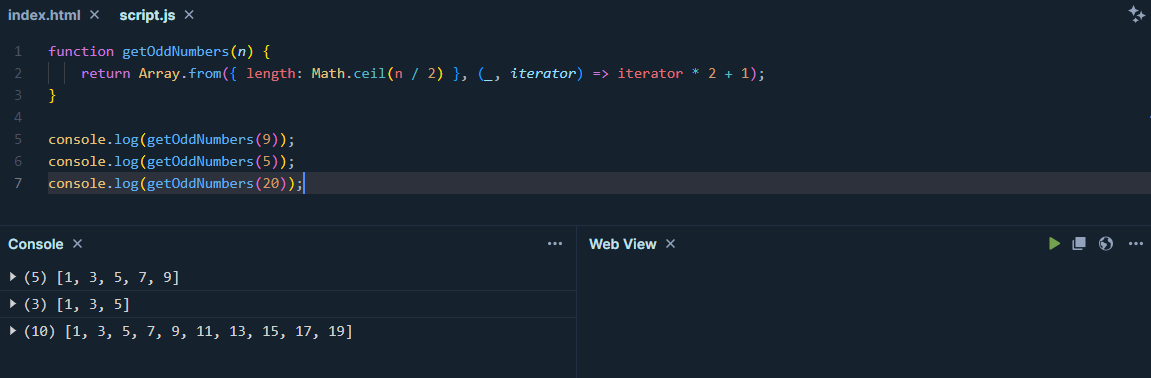 index.html × script.js ×
1 function getOddNumbers(n) {
2 return Array.from({ length: Math.ceil(n / 2) }, (_, iterator) => iterator * 2 + 1);
3 }
4
5 console.log(getOddNumbers(9));
6 console.log(getOddNumbers(5));
7 console.log(getOddNumbers(20));
Console × ···
Web View × ···
(5) [1, 3, 5, 7, 9]
(3) [1, 3, 5]
(10) [1, 3, 5, 7, 9, 11, 13, 15, 17, 19]